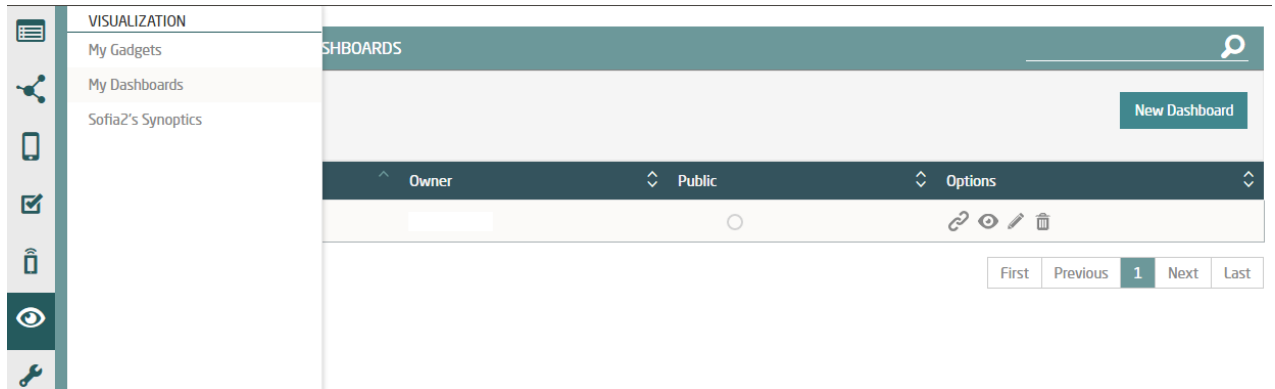 VISUALIZATION
My Gadgets
SHBOARDS
My Dashboards
Sofia2's Synoptics
New Dashboard
Owner Public Options
First Previous 1 Next Last